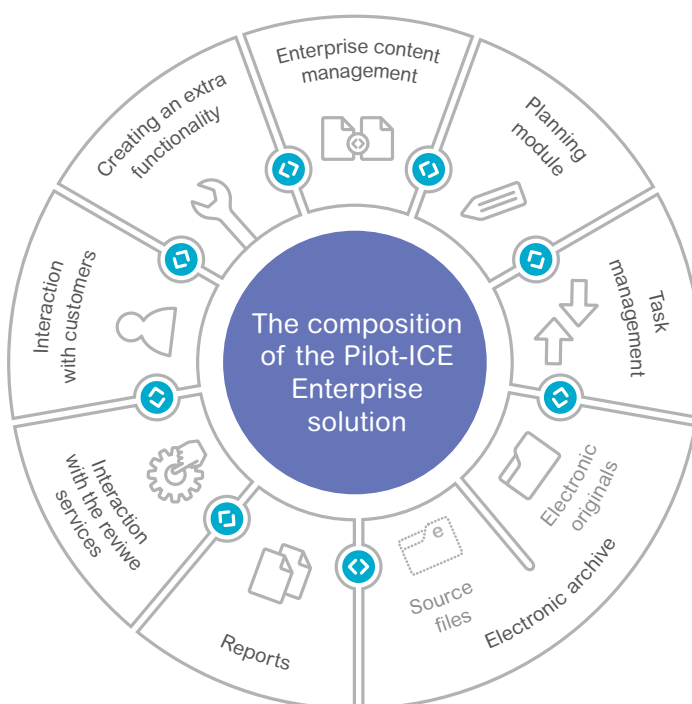 The composition
of the Pilot-ICE
Enterprise
solution
Enterprise content
management
Planning
module
Task
management
Electronic
originals
Electronic archive
Source
files
e
Reports
Interaction
with the reviwe
services
Interaction
with customers
Creating an extra
functionality